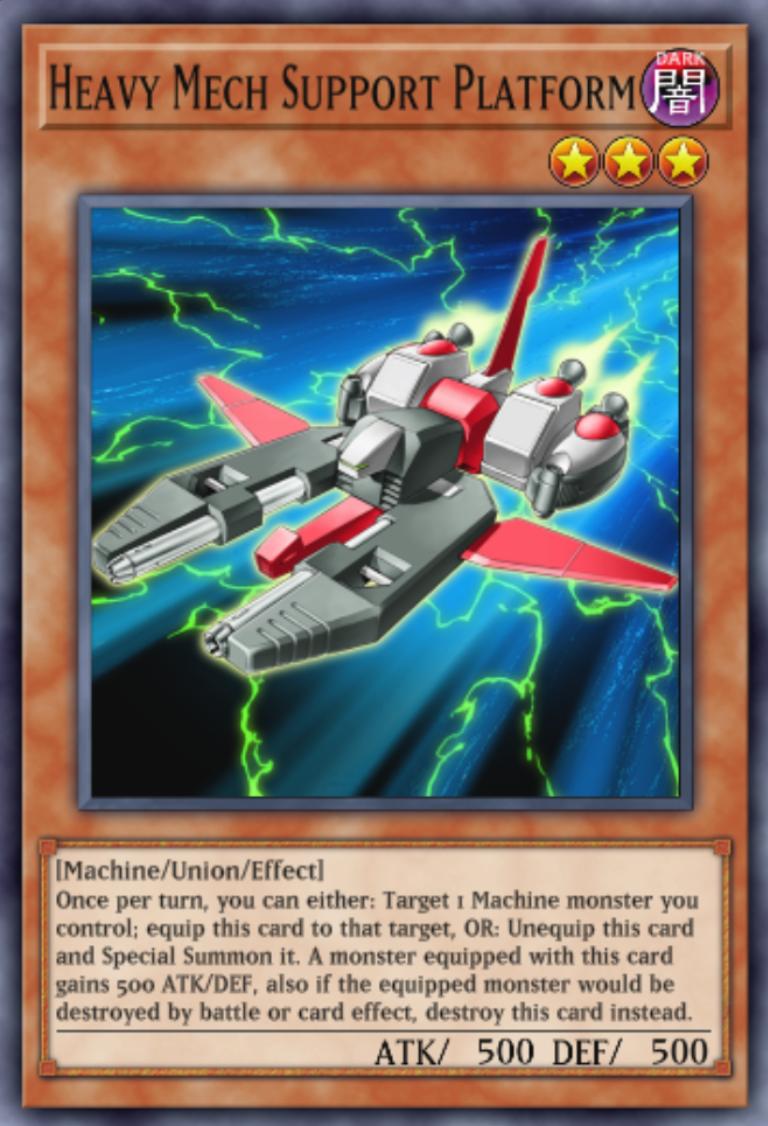 HEAVY MECH SUPPORT PLATFORM
DARK
闇
[Machine/Union/Effect]
Once per turn, you can either: Target 1 Machine monster you
control; equip this card to that target, OR: Unequip this card
and Special Summon it. A monster equipped with this card
gains 500 ATK/DEF, also if the equipped monster would be
destroyed by battle or card effect, destroy this card instead.
ATK/ 500 DEF/ 500